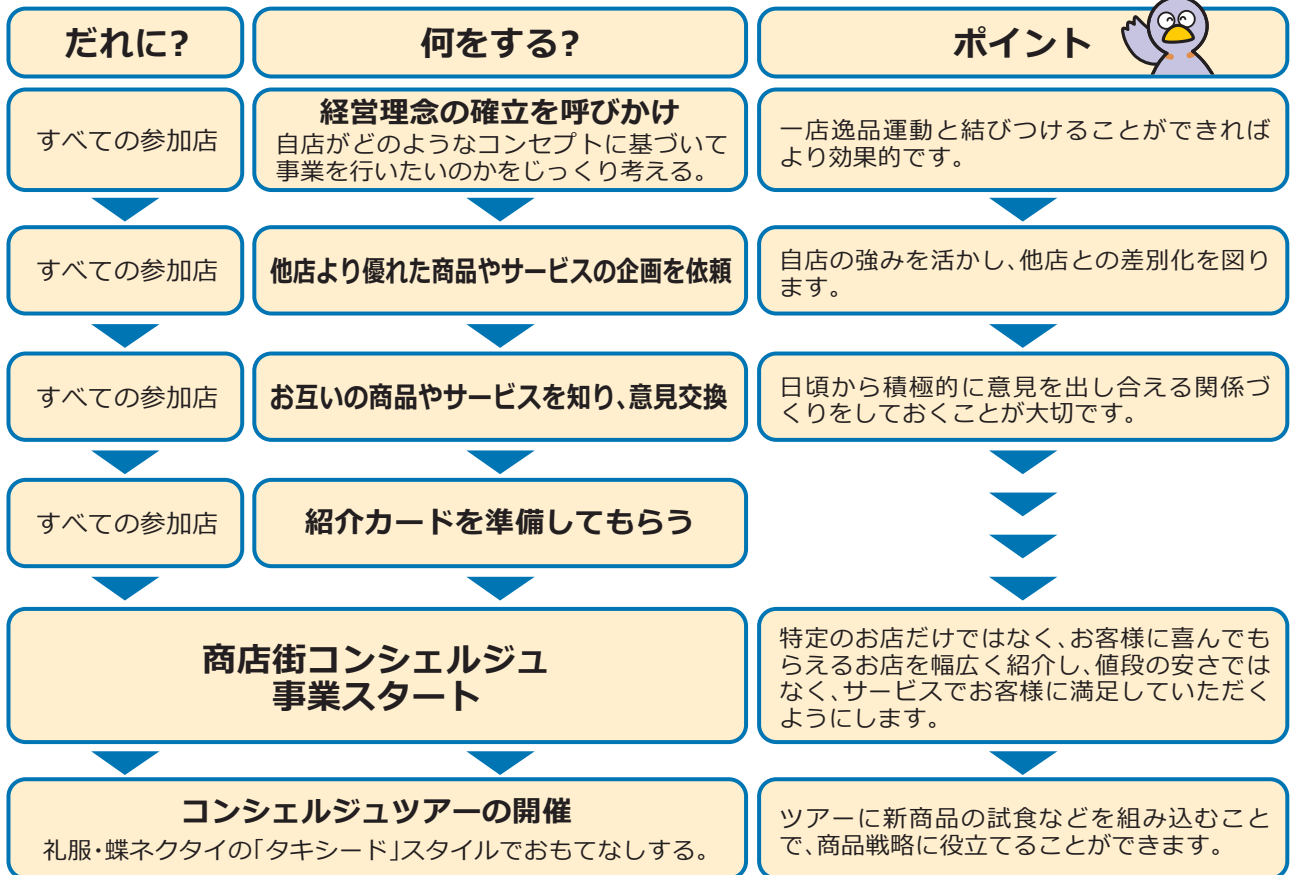 だれに?
何をする?
ポイント
すべての参加店
経営理念の確立を呼びかけ
自店がどのようなコンセプトに基づいて
事業を行いたいのかをじっくり考える。
一店逸品運動と結びつけることができれば
より効果的です。
すべての参加店
他店より優れた商品やサービスの企画を依頼
自店の強みを活かし、他店との差別化を図り
ます。
すべての参加店
お互いの商品やサービスを知り、意見交換
日頃から積極的に意見を出し合える関係づ
くりをしておくことが大切です。
すべての参加店
紹介カードを準備してもらう
商店街コンシェルジュ
事業スタート
特定のお店だけではなく、お客様に喜んでも
らえるお店を幅広く紹介し、値段の安さでは
なく、サービスでお客様に満足していただく
ようにします。
コンシェルジュツアーの開催
礼服・蝶ネクタイの「タキシード」スタイルでおもてなしする。
ツアーに新商品の試食などを組み込むこと
で、商品戦略に役立てることができます。